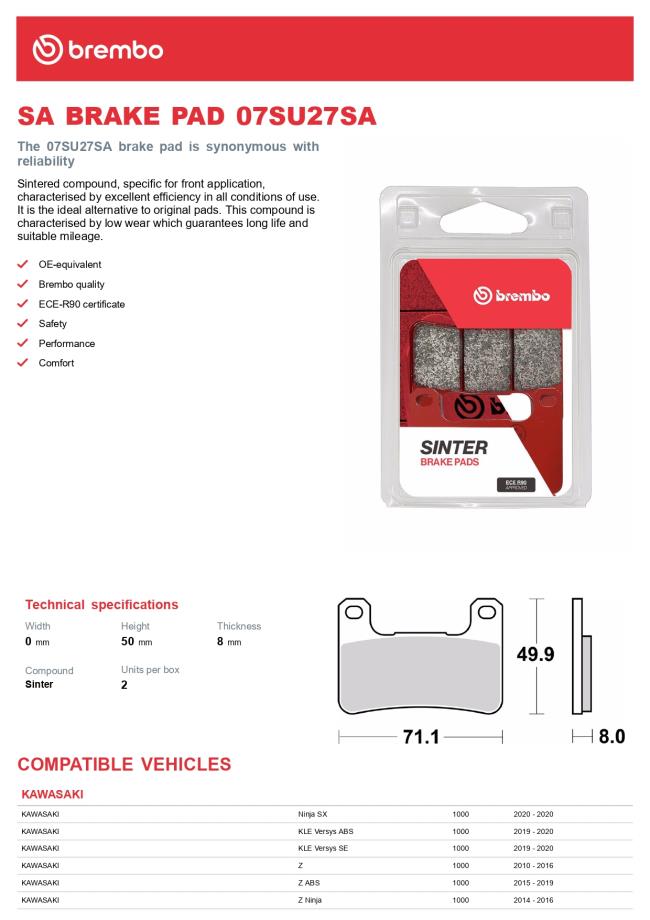 brembo
SA BRAKE PAD 07SU27SA
The 07SU27SA brake pad is synonymous with
reliability
Sintered compound, specific for front application,
characterised by excellent efficiency in all conditions of use.
It is the ideal alternative to original pads. This compound is
characterised by low wear which guarantees long life and
suitable mileage.
OE-equivalent
Brembo quality
ECE-R90 certificate
Safety
Performance
Comfort
brembo
SINTER
BRAKE PADS
ECE R90
APPROVED
Technical specifications
Width Height Thickness
0 mm 50 mm 8 mm
Compound Units per box
Sinter 2
49.9
71.1 8.0
COMPATIBLE VEHICLES
KAWASAKI
KAWASAKI Ninja SX 1000 2020 - 2020
KAWASAKI KLE Versys ABS 1000 2019 - 2020
KAWASAKI KLE Versys SE 1000 2019 - 2020
KAWASAKI Z 1000 2010 - 2016
KAWASAKI Z ABS 1000 2015 - 2019
KAWASAKI Z Ninja 1000 2014 - 2016